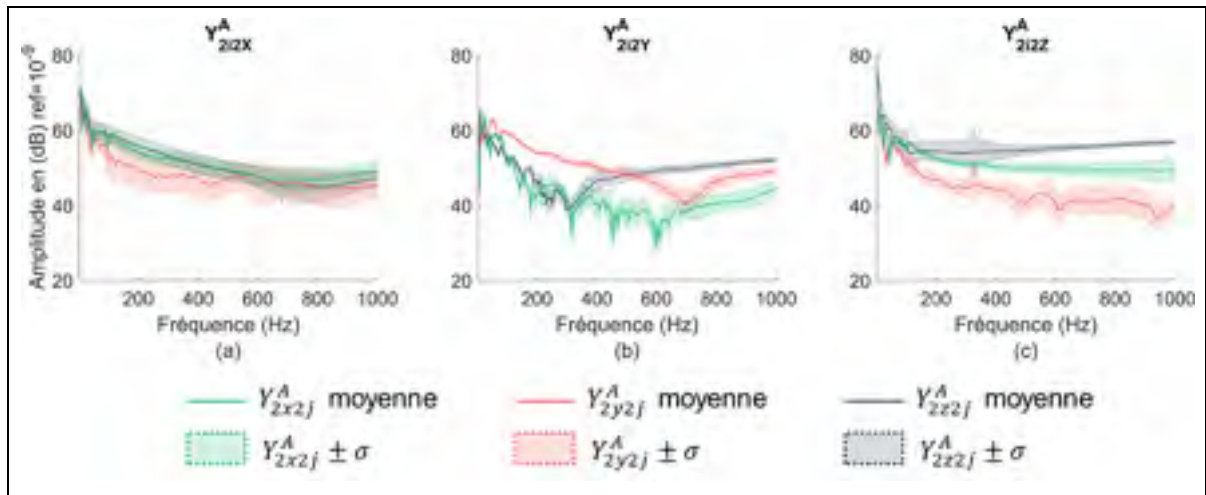 Y^A_2i2X Y^A_2i2Y Y^A_2i2Z
Amplitude en (dB) ref=10^-9
80 80 80
60 60 60
40 40 40
20 20 20
200 400 600 800 1000 200 400 600 800 1000 200 400 600 800 1000
Fréquence (Hz) Fréquence (Hz) Fréquence (Hz)
(a) (b) (c)
Y^A_2x2j moyenne Y^A_2y2j moyenne Y^A_2z2j moyenne
Y^A_2x2j ± σ Y^A_2y2j ± σ Y^A_2z2j ± σ